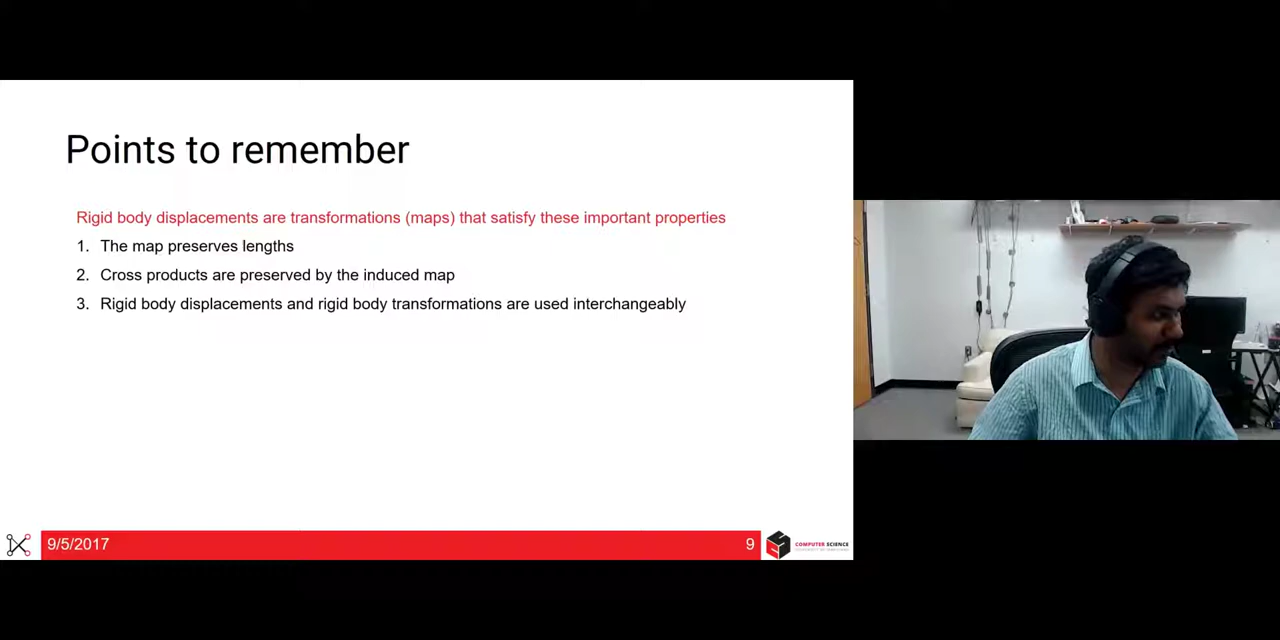 Points to remember
Rigid body displacements are transformations (maps) that satisfy these important properties
1. The map preserves lengths
2. Cross products are preserved by the induced map
3. Rigid body displacements and rigid body transformations are used interchangeably
9/5/2017
9
COMPUTER SCIENCE